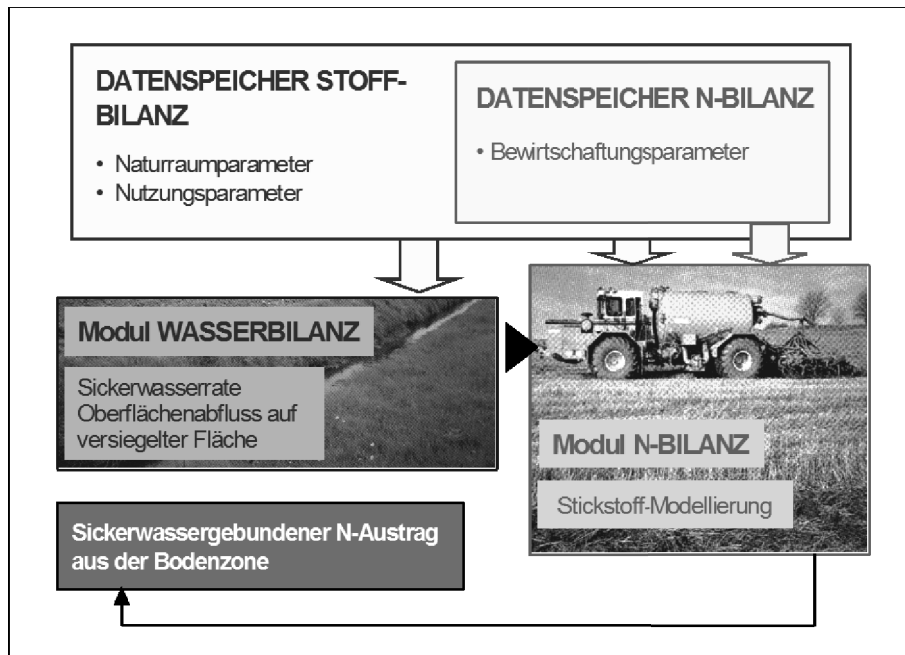 DATENSPEICHER STOFF-
BILANZ
• Naturraumparameter
• Nutzungsparameter
DATENSPEICHER N-BILANZ
• Bewirtschaftungsparameter
Modul WASSERBILANZ
Sickerwasserrate
Oberflächenabfluss auf
versiegelter Fläche
Modul N-BILANZ
Stickstoff-Modellierung
Sickerwassergebundener N-Austrag
aus der Bodenzone